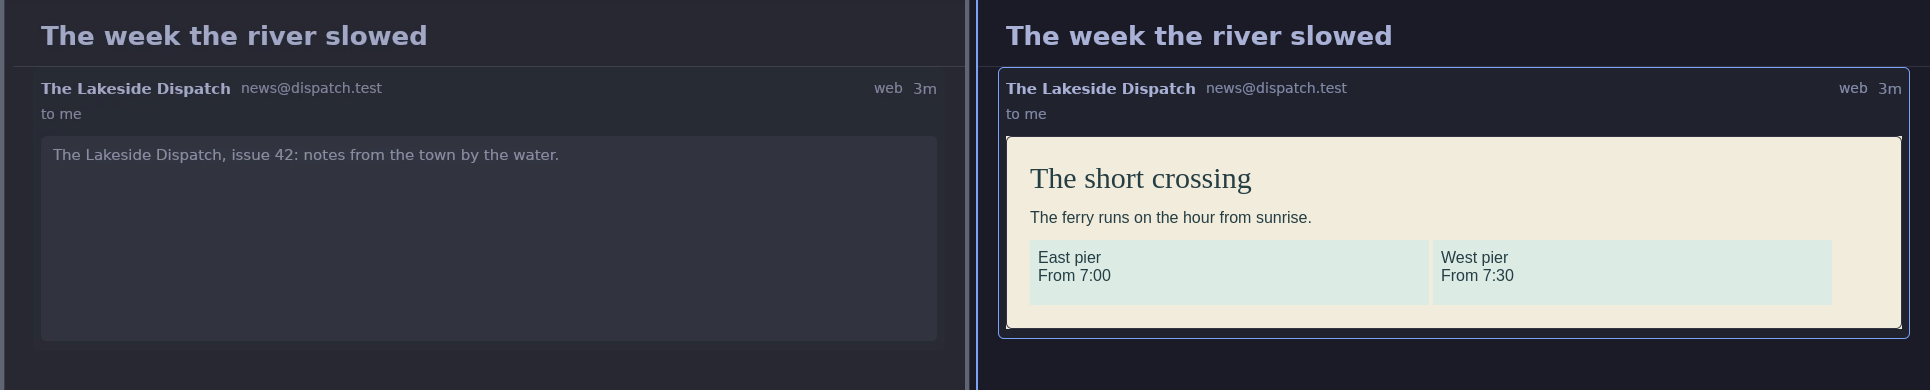 The week the river slowed
The Lakeside Dispatch news@dispatch.test web 3m
to me
The Lakeside Dispatch, issue 42: notes from the town by the water.
The week the river slowed
The Lakeside Dispatch news@dispatch.test web 3m
to me
The short crossing
The ferry runs on the hour from sunrise.
East pier
From 7:00
West pier
From 7:30